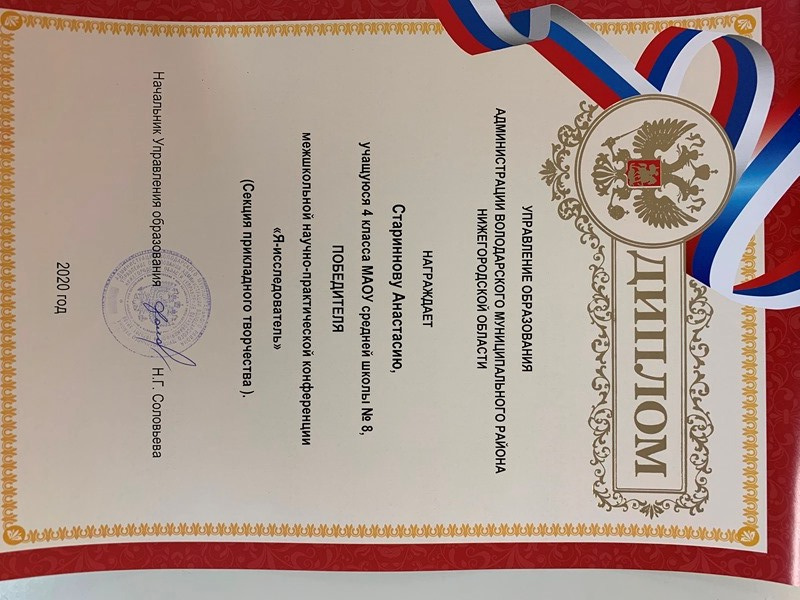 ДИПЛОМ
УПРАВЛЕНИЕ ОБРАЗОВАНИЯ
АДМИНИСТРАЦИИ ВОЛОДАРСКОГО МУНИЦИПАЛЬНОГО РАЙОНА
НИЖЕГОРОДСКОЙ ОБЛАСТИ
НАГРАЖДАЕТ
Стариннову Анастасию,
учащуюся 4 класса МАОУ средней школы № 8,
ПОБЕДИТЕЛЯ
межшкольной научно-практической конференции
«Я-исследователь»
(Секция прикладного творчества ).
Начальник Управления образования Н.Г. Соловьева
2020 год